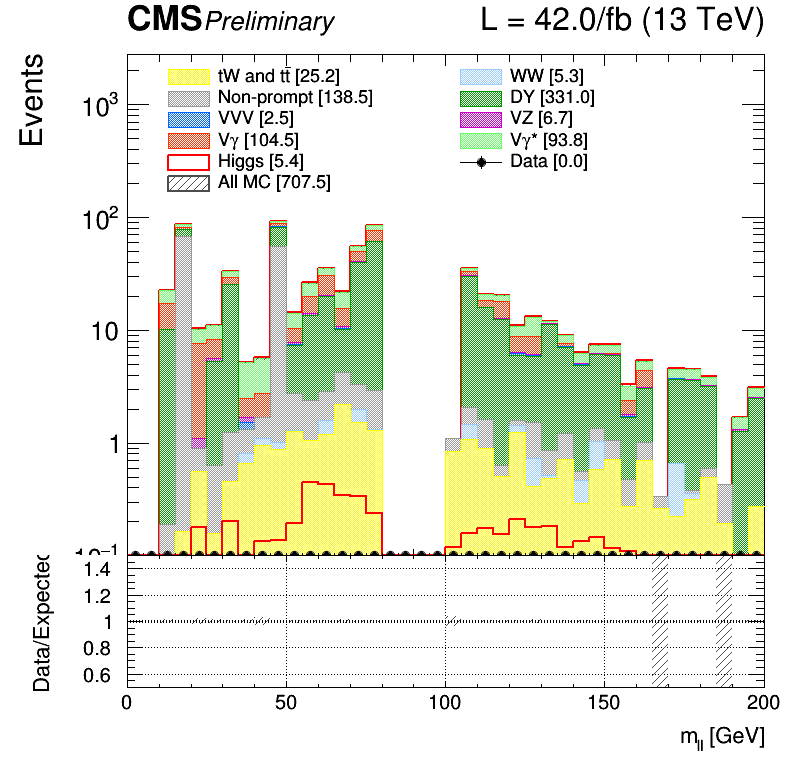 CMS Preliminary L = 42.0/fb (13 TeV)
Events
tW and tt̄ [25.2] WW [5.3]
Non-prompt [138.5] DY [331.0]
VVV [2.5] VZ [6.7]
Vγ [104.5] Vγ* [93.8]
Higgs [5.4] Data [0.0]
All MC [707.5]
10³
10²
10
1
10⁻¹
Data/Expected
1.4
1.2
1
0.8
0.6
0 50 100 150 200
m_ll [GeV]